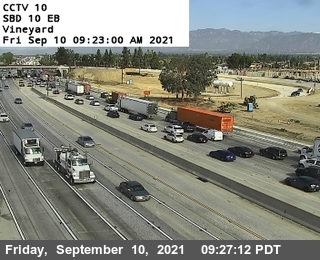 CCTV 10
SBD 10 EB
Vineyard
Fri Sep 10 09:23:00 AM 2021
Friday, September 10, 2021 09:27:12 PDT